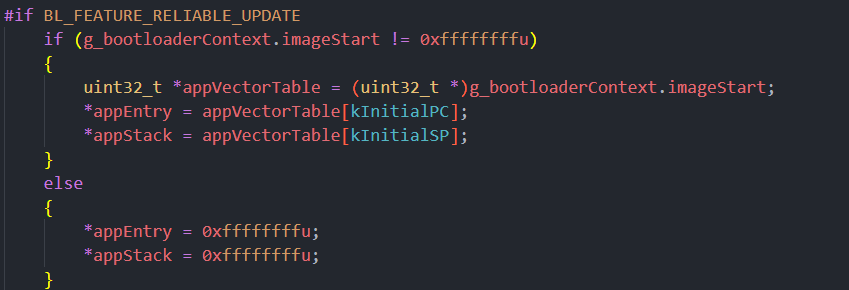 #if BL_FEATURE_RELIABLE_UPDATE
    if (g_bootloaderContext.imageStart != 0xffffffffu)
    {
        uint32_t *appVectorTable = (uint32_t *)g_bootloaderContext.imageStart;
        *appEntry = appVectorTable[kInitialPC];
        *appStack = appVectorTable[kInitialSP];
    }
    else
    {
        *appEntry = 0xffffffffu;
        *appStack = 0xffffffffu;
    }